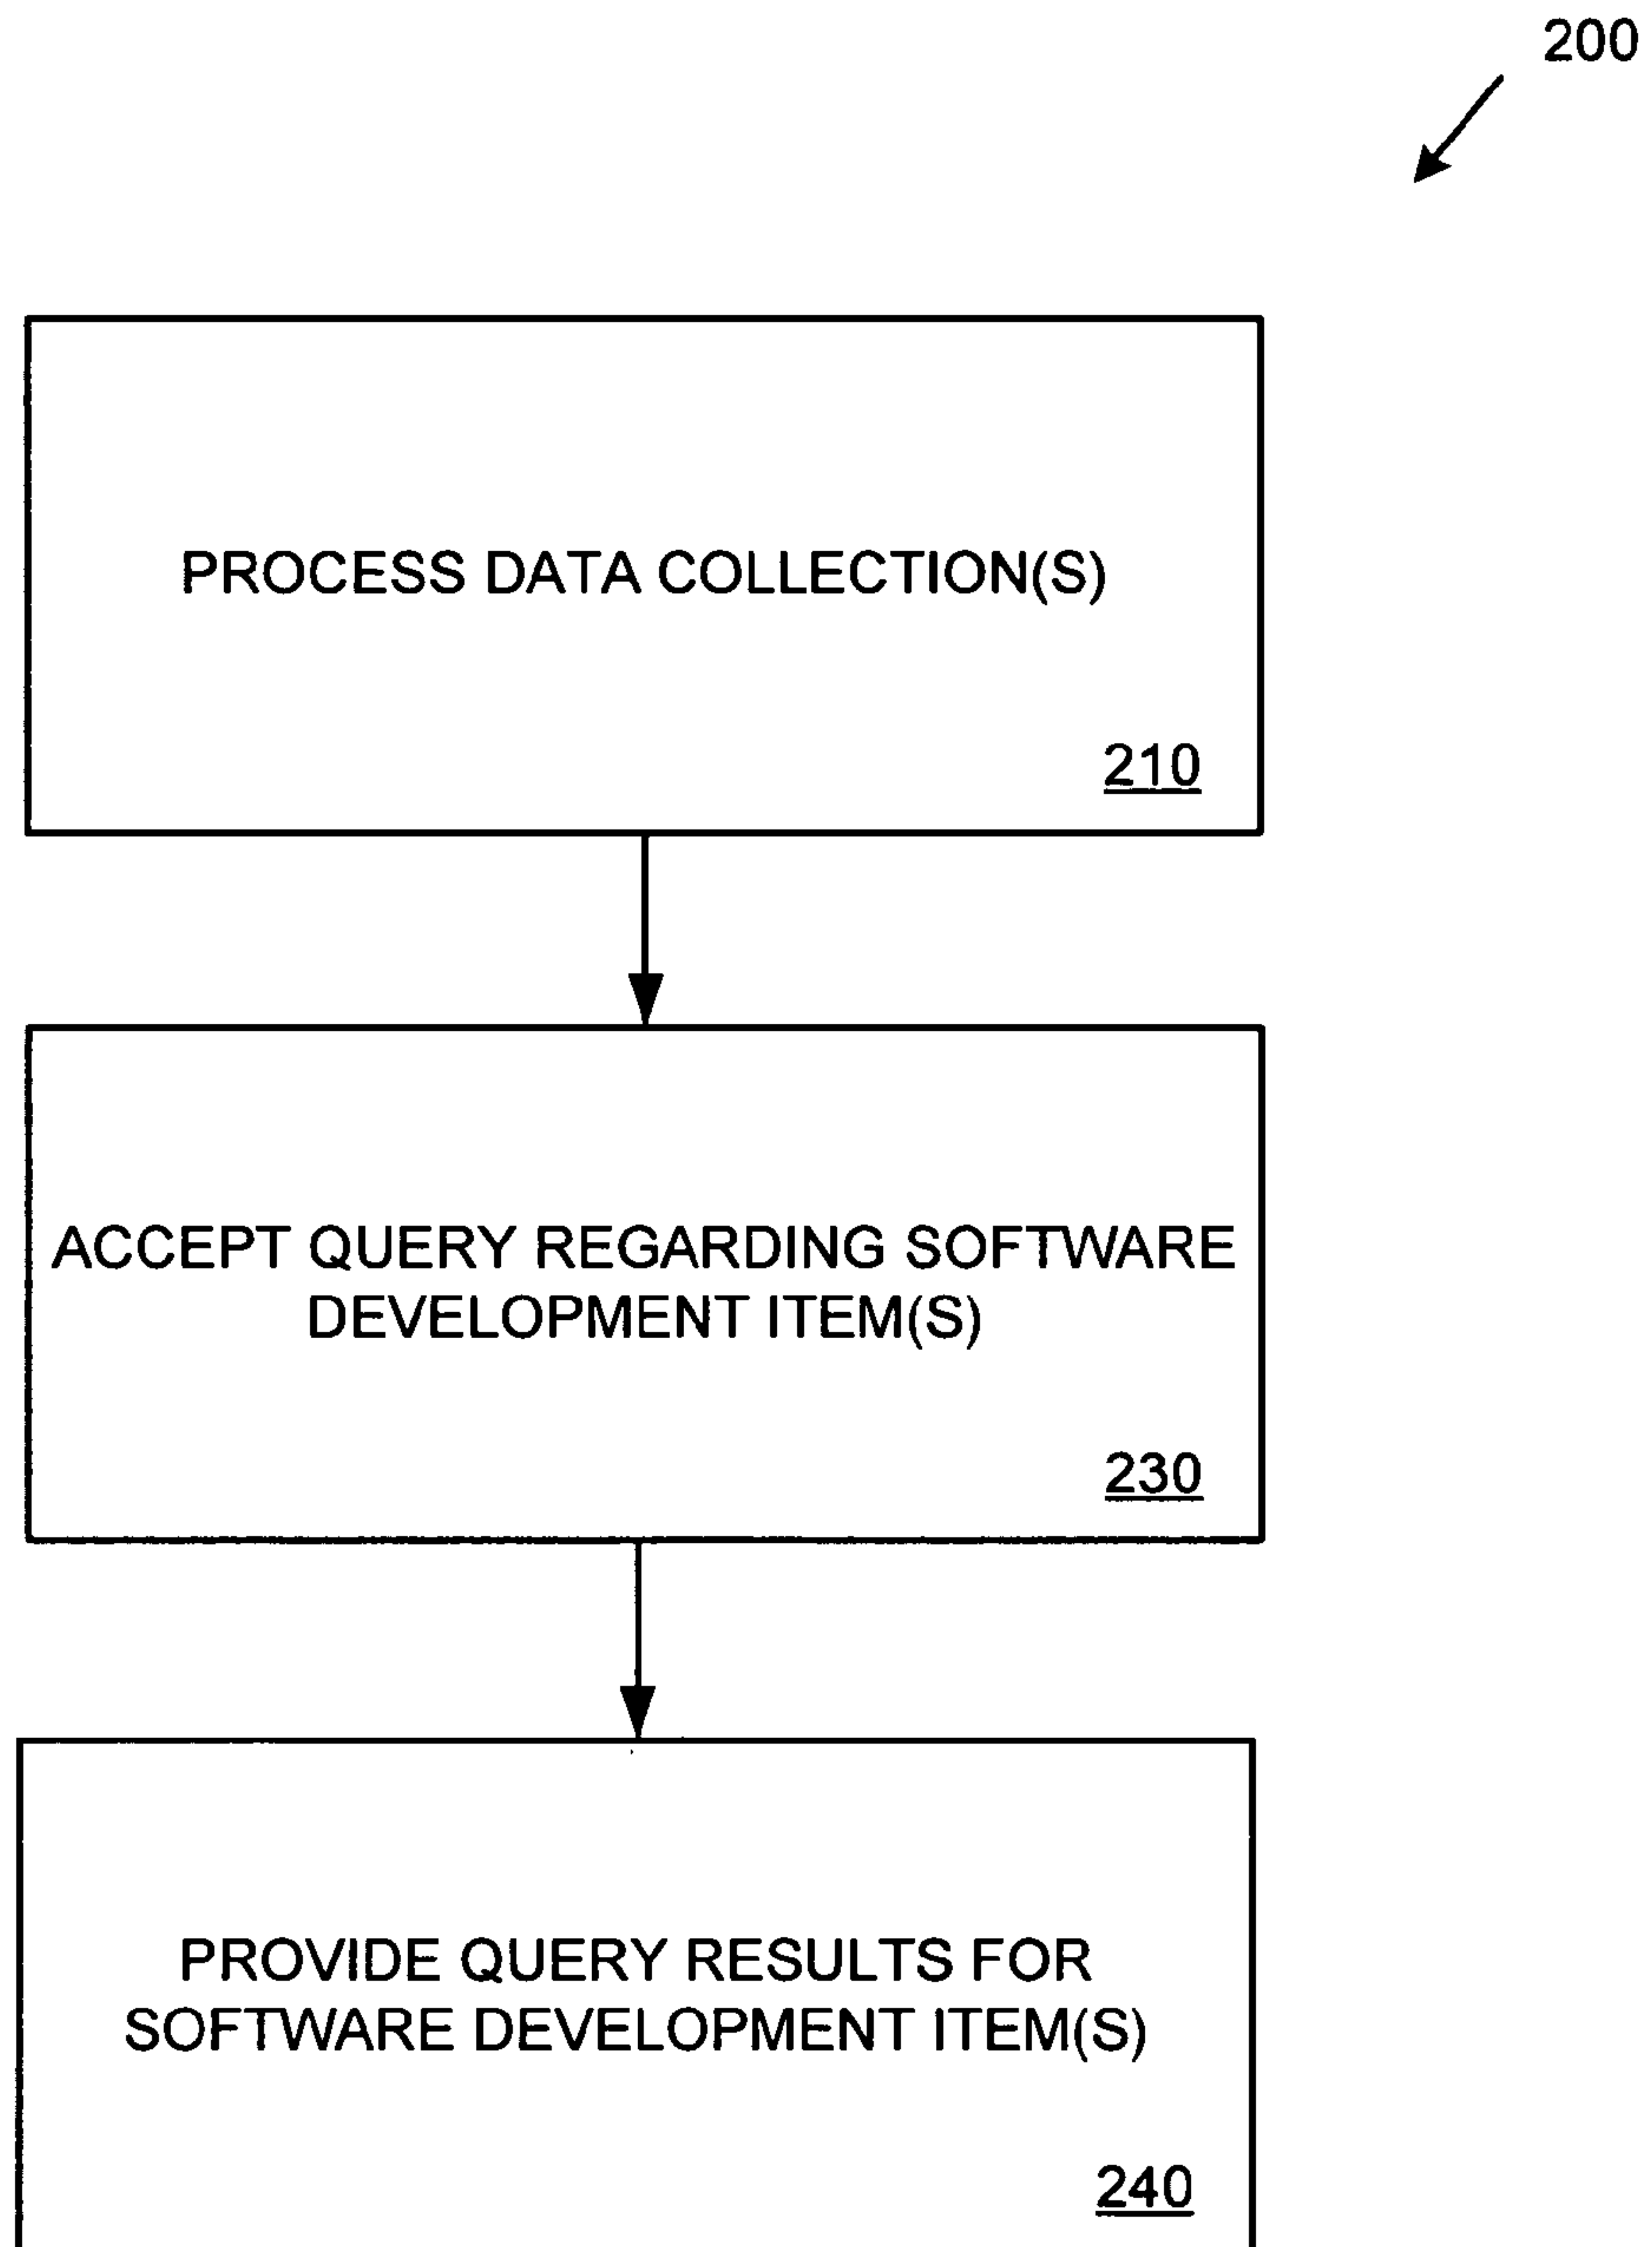 200
PROCESS DATA COLLECTION(S)
210
ACCEPT QUERY REGARDING SOFTWARE
DEVELOPMENT ITEM(S)
230
PROVIDE QUERY RESULTS FOR
SOFTWARE DEVELOPMENT ITEM(S)
240